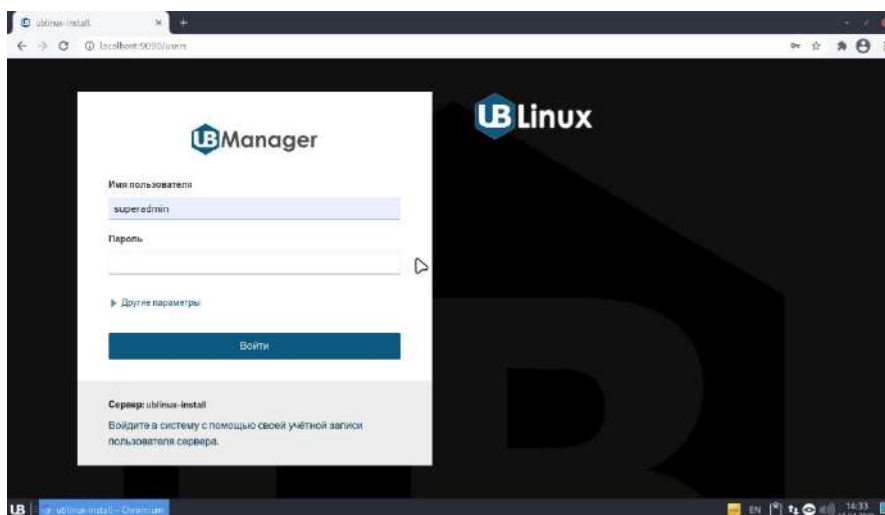 ublinux-install
localhost:9090/users
UBManager
UBLinux
Имя пользователя
superadmin
Пароль
Другие параметры
Войти
Сервер: ublinux-install
Войдите в систему с помощью своей учётной записи
пользователя сервера.
UB
ublinux-install - Chromium
EN
14:33